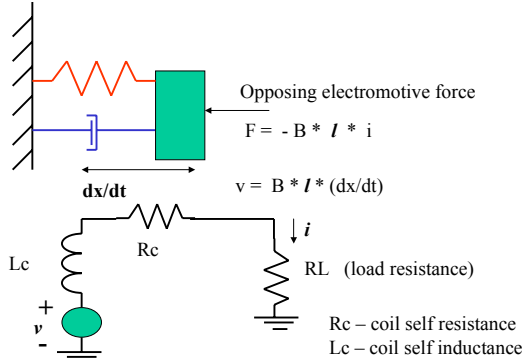 Opposing electromotive force
F = - B * l * i
dx/dt
v = B * l * (dx/dt)
Rc
i
Lc
RL (load resistance)
+
v
-
Rc – coil self resistance
Lc – coil self inductance